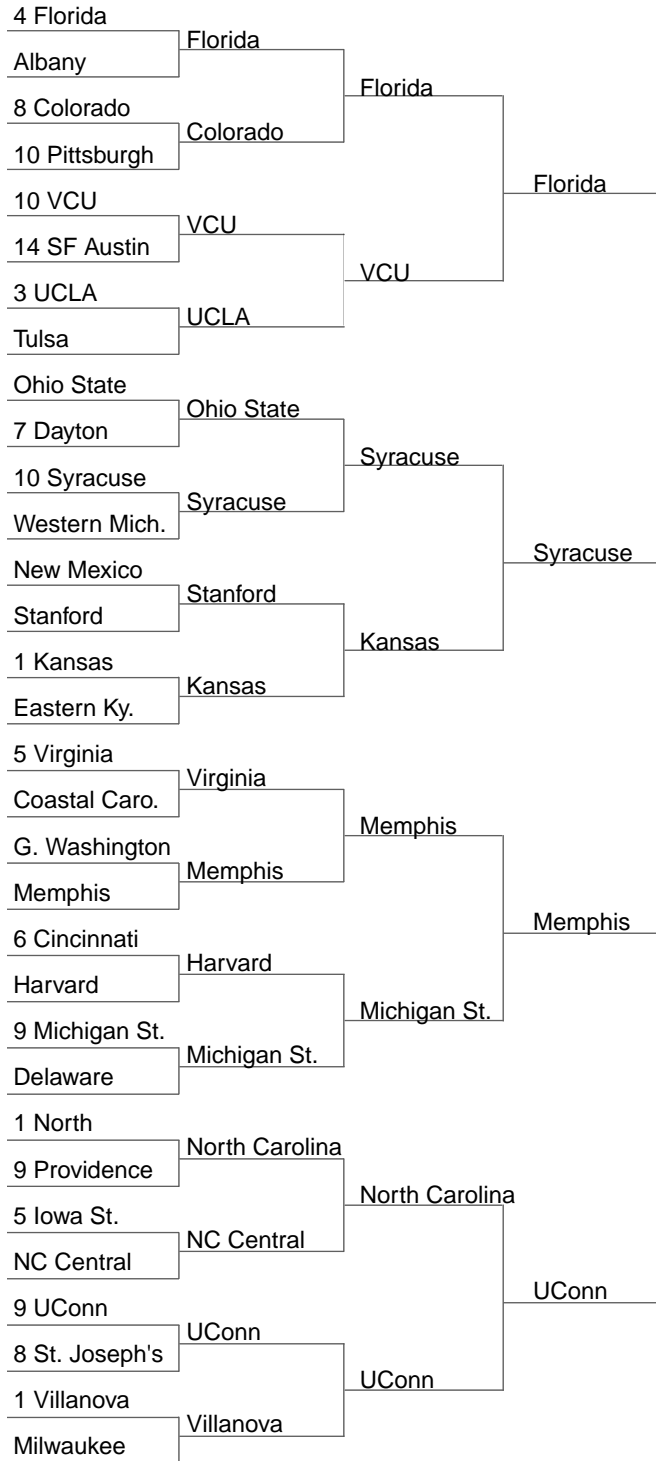 4 Florida
Florida
Albany
Florida
8 Colorado
Colorado
10 Pittsburgh
Florida
10 VCU
VCU
14 SF Austin
VCU
3 UCLA
UCLA
Tulsa
Ohio State
Ohio State
7 Dayton
Syracuse
10 Syracuse
Syracuse
Western Mich.
Syracuse
New Mexico
Stanford
Stanford
Kansas
1 Kansas
Kansas
Eastern Ky.
5 Virginia
Virginia
Coastal Caro.
Memphis
G. Washington
Memphis
Memphis
Memphis
6 Cincinnati
Harvard
Harvard
Michigan St.
9 Michigan St.
Michigan St.
Delaware
1 North
North Carolina
9 Providence
North Carolina
5 Iowa St.
NC Central
NC Central
UConn
9 UConn
UConn
8 St. Joseph's
UConn
1 Villanova
Villanova
Milwaukee